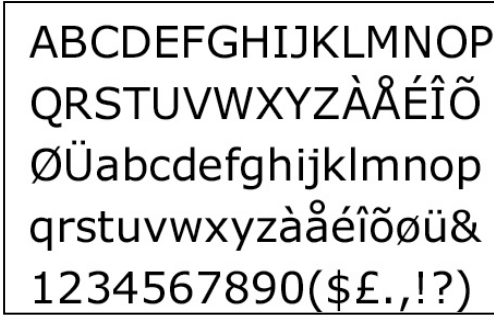 ABCDEFGHIJKLMNOP
QRSTUVWXYZÀÅÉÎÕ
ØÜabcdefghijklmnop
qrstuvwxyzàåéîõøü&
1234567890($£.,!?)